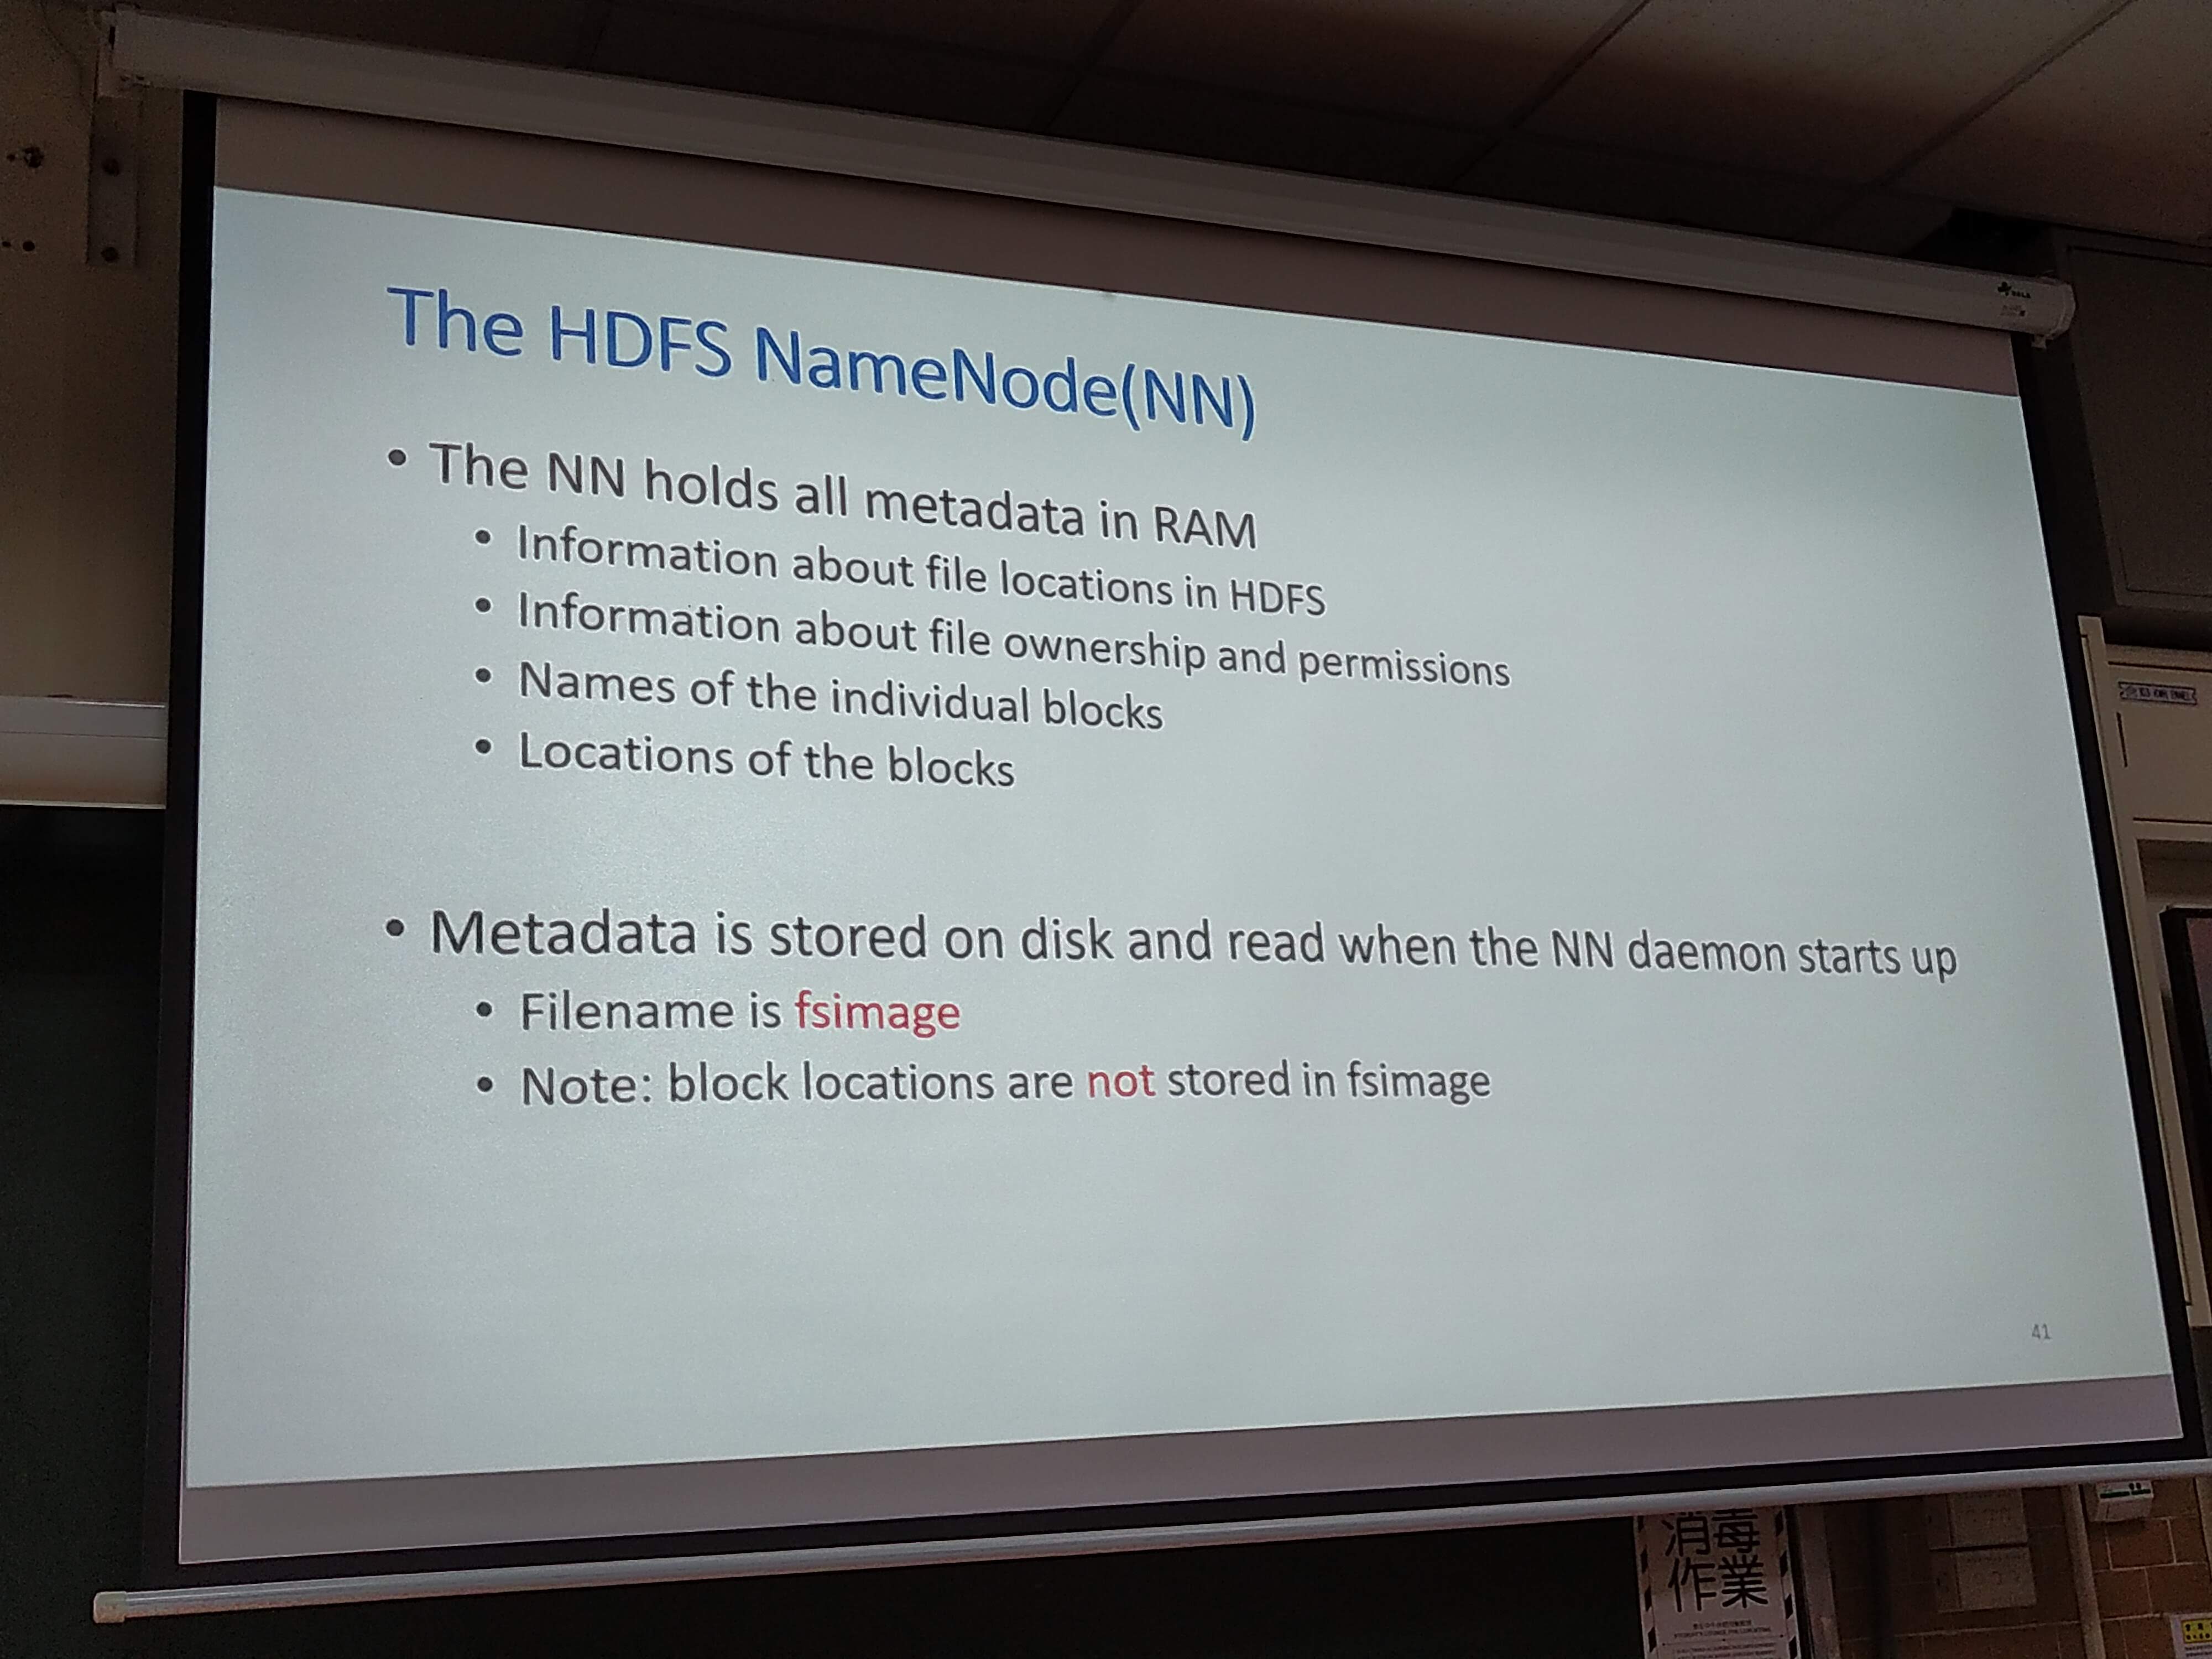 The HDFS NameNode(NN)
• The NN holds all metadata in RAM
• Information about file locations in HDFS
• Information about file ownership and permissions
• Names of the individual blocks
• Locations of the blocks
• Metadata is stored on disk and read when the NN daemon starts up
• Filename is fsimage
• Note: block locations are not stored in fsimage
41
消毒
作業